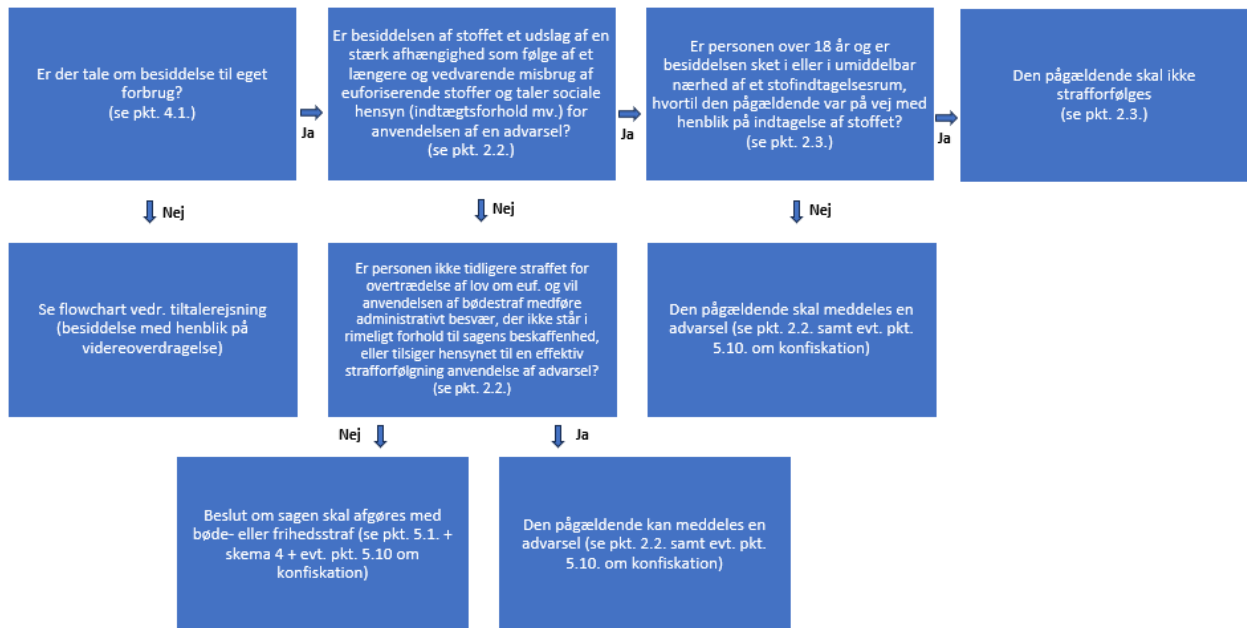 Er der tale om besiddelse til eget
forbrug?
(se pkt. 4.1.)
Ja
Er besiddelsen af stoffet et udslag af en
stærk afhængighed som følge af et
længere og vedvarende misbrug af
euforiserende stoffer og taler sociale
hensyn (indtægtsforhold mv.) for
anvendelsen af en advarsel?
(se pkt. 2.2.)
Ja
Er personen over 18 år og er
besiddelsen sket i eller i umiddelbar
nærhed af et stofindtagelsesrum,
hvortil den pågældende var på vej med
henblik på indtagelse af stoffet?
(se pkt. 2.3.)
Ja
Den pågældende skal ikke
strafforfølges
(se pkt. 2.3.)
Nej
Nej
Nej
Se flowchart vedr. tiltalerejsning
(besiddelse med henblik på
videreoverdragelse)
Er personen ikke tidligere straffet for
overtrædelse af lov om euf. og vil
anvendelsen af bødestraf medføre
administrativt besvær, der ikke står i
rimeligt forhold til sagens beskaffenhed,
eller tilsiger hensynet til en effektiv
strafforfølgning anvendelse af advarsel?
(se pkt. 2.2.)
Den pågældende skal meddeles en
advarsel (se pkt. 2.2. samt evt. pkt.
5.10. om konfiskation)
Nej
Ja
Beslut om sagen skal afgøres med
bøde- eller frihedsstraf (se pkt. 5.1. +
skema 4 + evt. pkt. 5.10 om
konfiskation)
Den pågældende kan meddeles en
advarsel (se pkt. 2.2. samt evt. pkt.
5.10. om konfiskation)